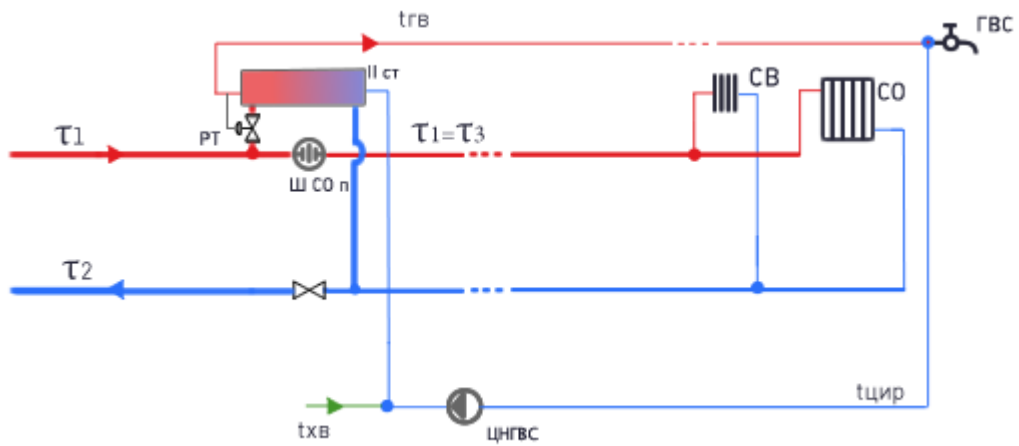 tгв
ГВС
II ст
СВ
СО
τ1
РТ
τ1=τ3
Ш СО п
τ2
tцир
tхв
ЦНГВС